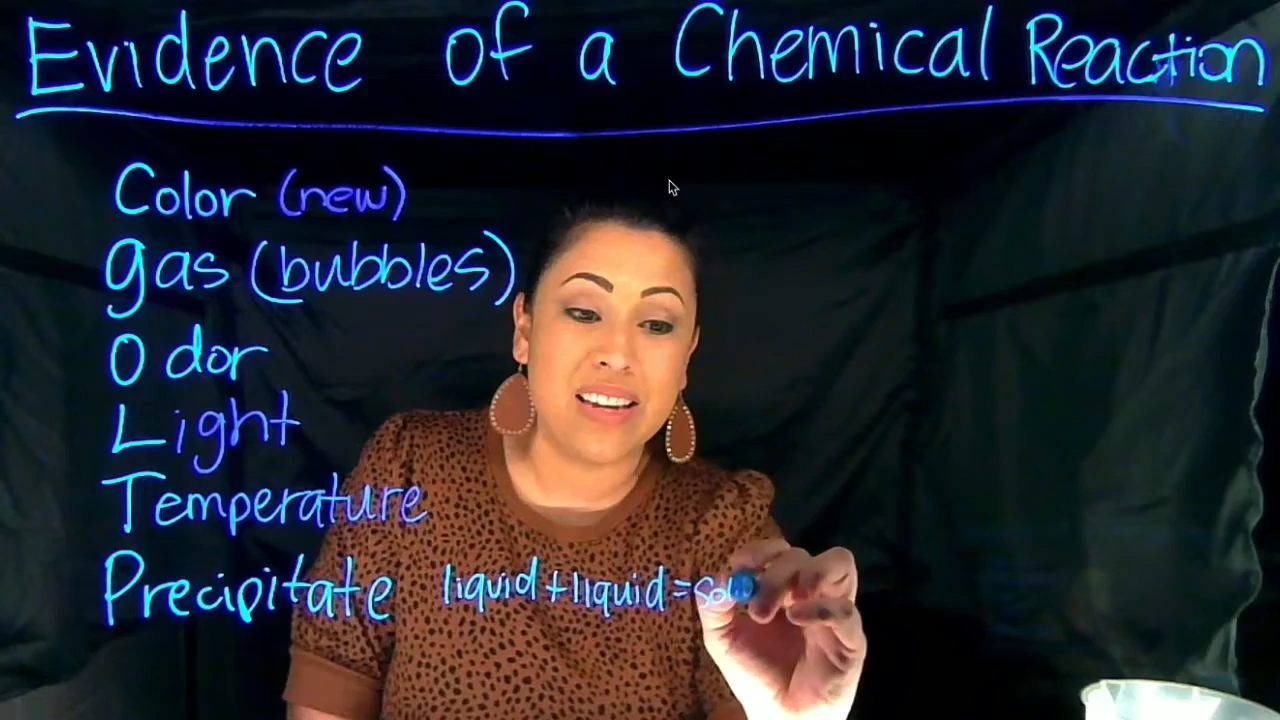 Evidence of a Chemical Reaction
Color (new)
gas (bubbles)
Odor
Light
Temperature
Precipitate liquid + liquid =